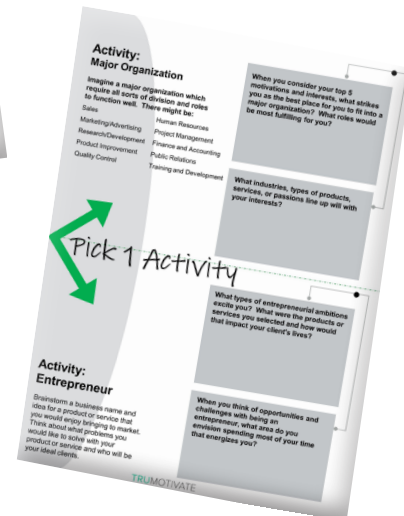 Activity:
Major Organization
Imagine a major organization which
require all sorts of division and roles
to function well. There might be:
Sales
Marketing/Advertising
Research/Development
Product Improvement
Quality Control
Human Resources
Project Management
Finance and Accounting
Public Relations
Training and Development
When you consider your top 5
motivations and interests, what strikes
you as the best place for you to fit into a
major organization? What roles would
be most fulfilling for you?
What industries, types of products,
services, or passions line up will with
your interests?
Pick 1 Activity
What types of entrepreneurial ambitions
excite you? What were the products or
services you selected and how would
that impact your client's lives?
Activity:
Entrepreneur
Brainstorm a business name and
idea for a product or service that
you would enjoy bringing to market.
Think about what problems you
would like to solve with your
product or service and who will be
your ideal clients.
When you think of opportunities and
challenges with being an
entrepreneur, what area do you
envision spending most of your time
that energizes you?
TRUMOTIVATE